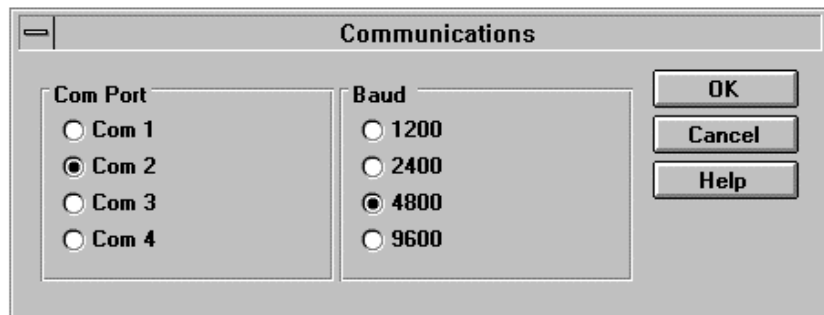 Communications
Com Port
Com 1
Com 2
Com 3
Com 4
Baud
1200
2400
4800
9600
OK
Cancel
Help